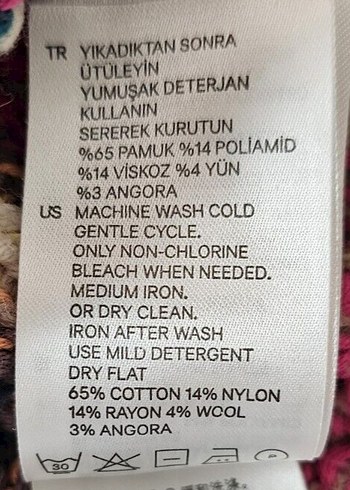 TR YIKADIKTAN SONRA
ÜTÜLEYİN
YUMUŞAK DETERJAN
KULLANIN
SEREREK KURUTUN
%65 PAMUK %14 POLİAMİD
%14 VİSKOZ %4 YÜN
%3 ANGORA
US MACHINE WASH COLD
GENTLE CYCLE.
ONLY NON-CHLORINE
BLEACH WHEN NEEDED.
MEDIUM IRON.
OR DRY CLEAN.
IRON AFTER WASH
USE MILD DETERGENT
DRY FLAT
65% COTTON 14% NYLON
14% RAYON 4% WOOL
3% ANGORA
30